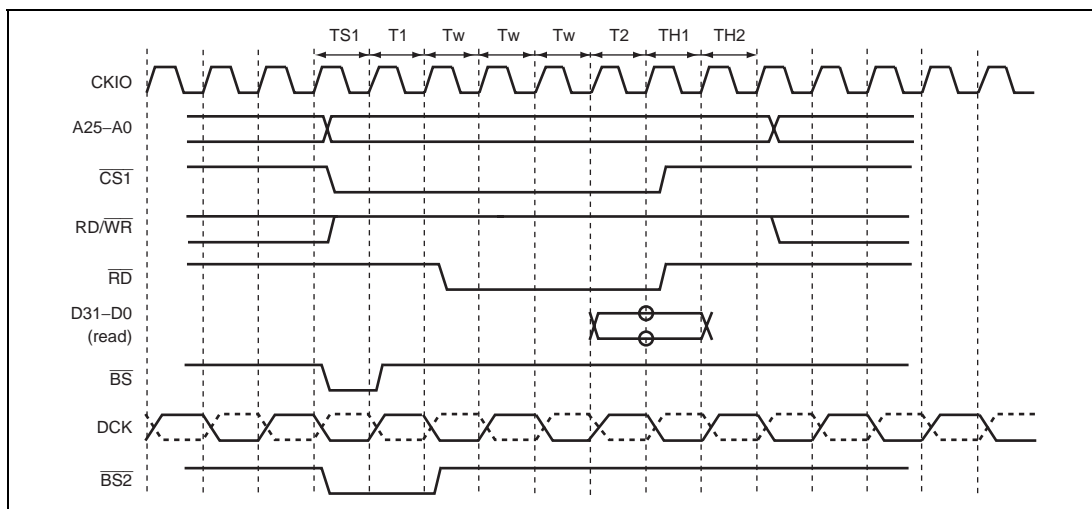 TS1 T1 Tw Tw Tw T2 TH1 TH2
CKIO
A25–A0
CS1
RD/WR
RD
D31–D0
(read)
BS
DCK
BS2